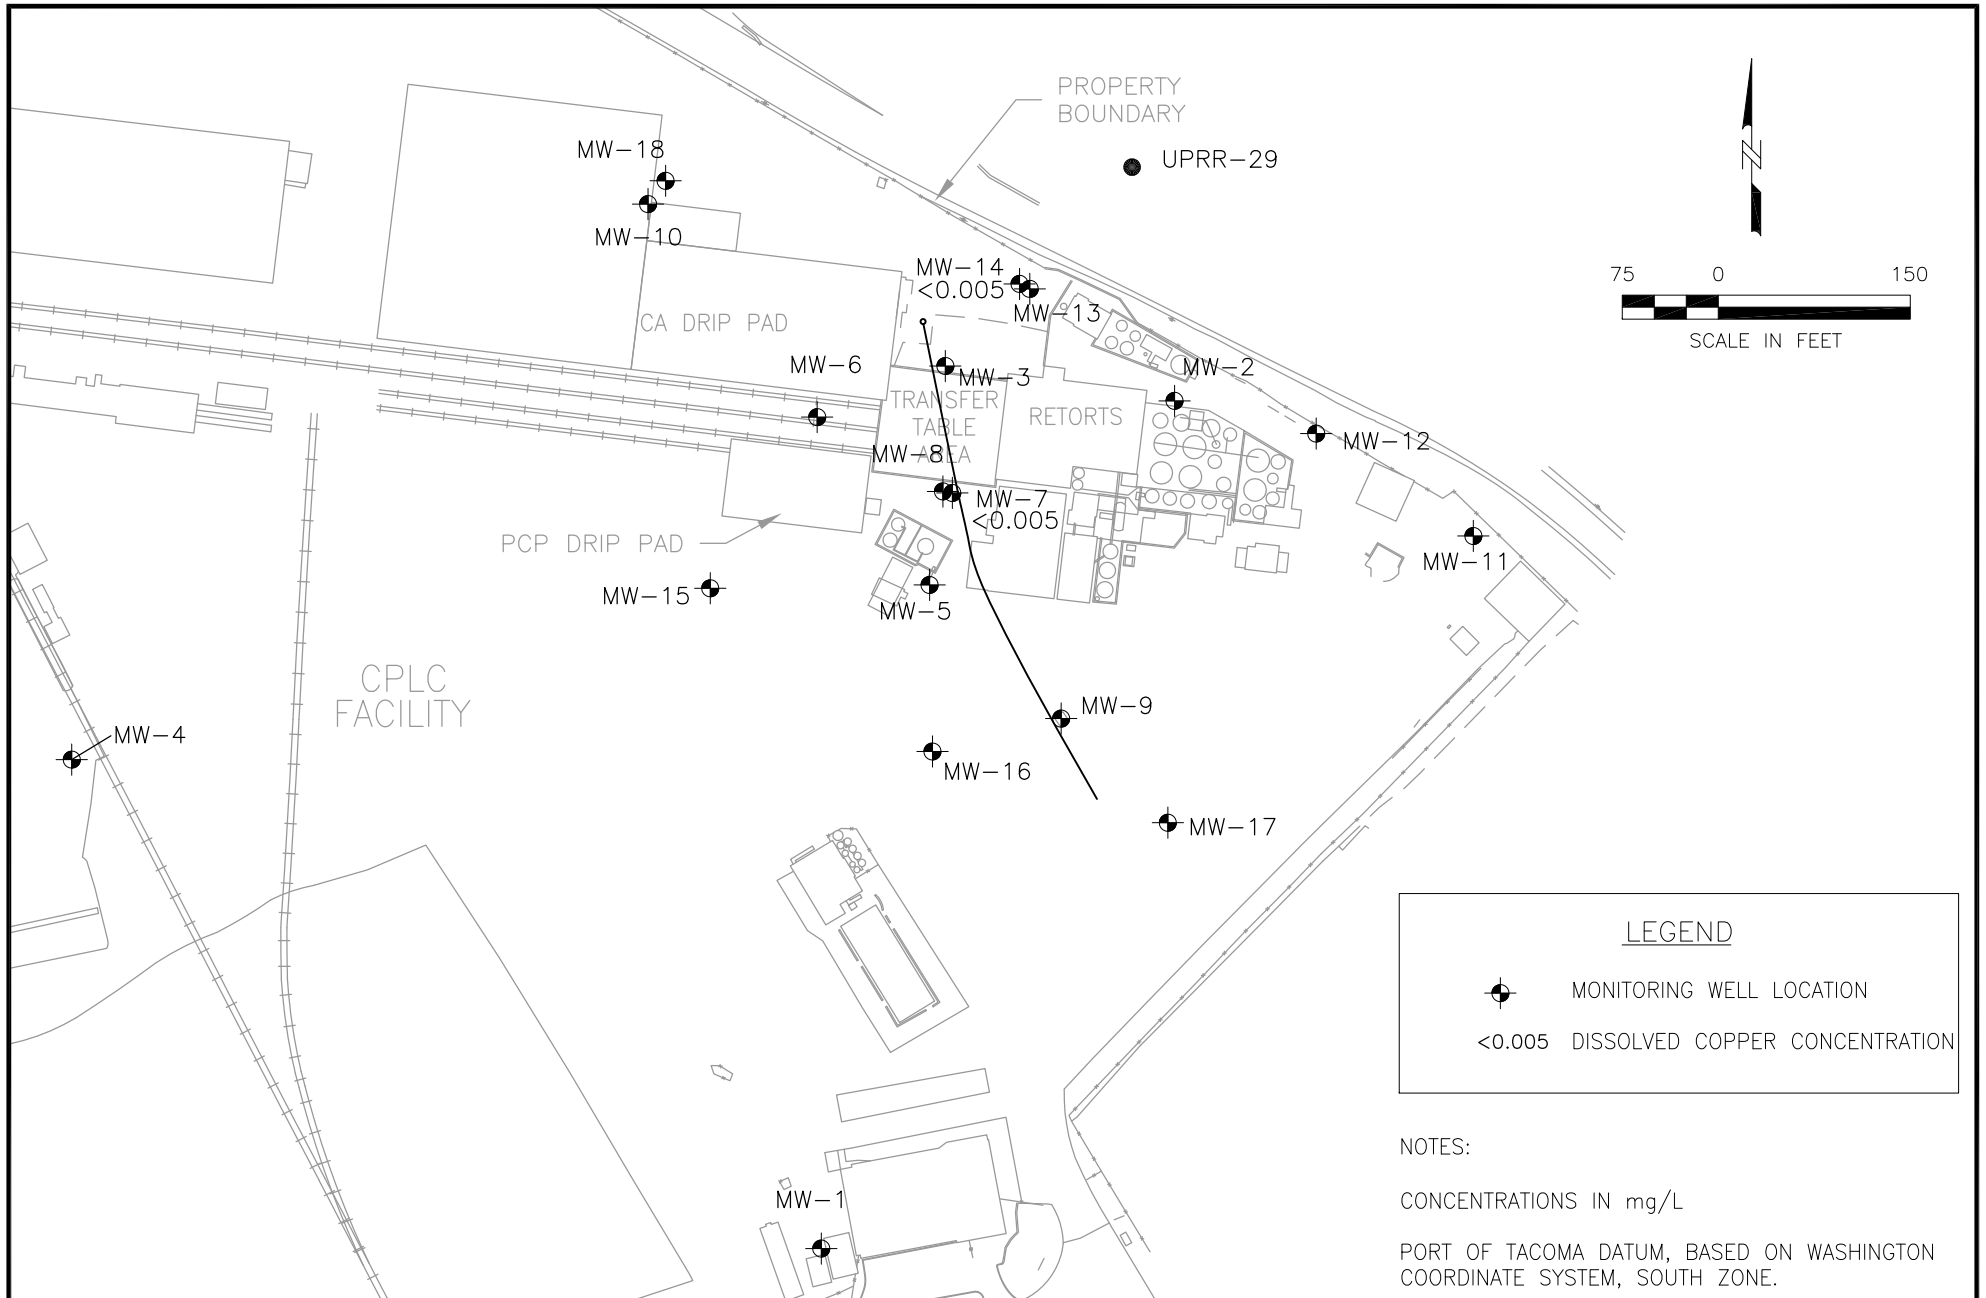 PROPERTY
BOUNDARY
UPRR-29
MW-18
MW-10
N
75 0 150
SCALE IN FEET
MW-14
<0.005
MW-13
CA DRIP PAD
MW-6
MW-3
MW-2
TRANSFER
TABLE
AREA
RETORTS
MW-12
MW-8
MW-7
<0.005
PCP DRIP PAD
MW-11
MW-15
MW-5
CPLC
FACILITY
MW-9
MW-4
MW-16
MW-17
LEGEND
MONITORING WELL LOCATION
<0.005 DISSOLVED COPPER CONCENTRATION
NOTES:
CONCENTRATIONS IN mg/L
MW-1
PORT OF TACOMA DATUM, BASED ON WASHINGTON
COORDINATE SYSTEM, SOUTH ZONE.